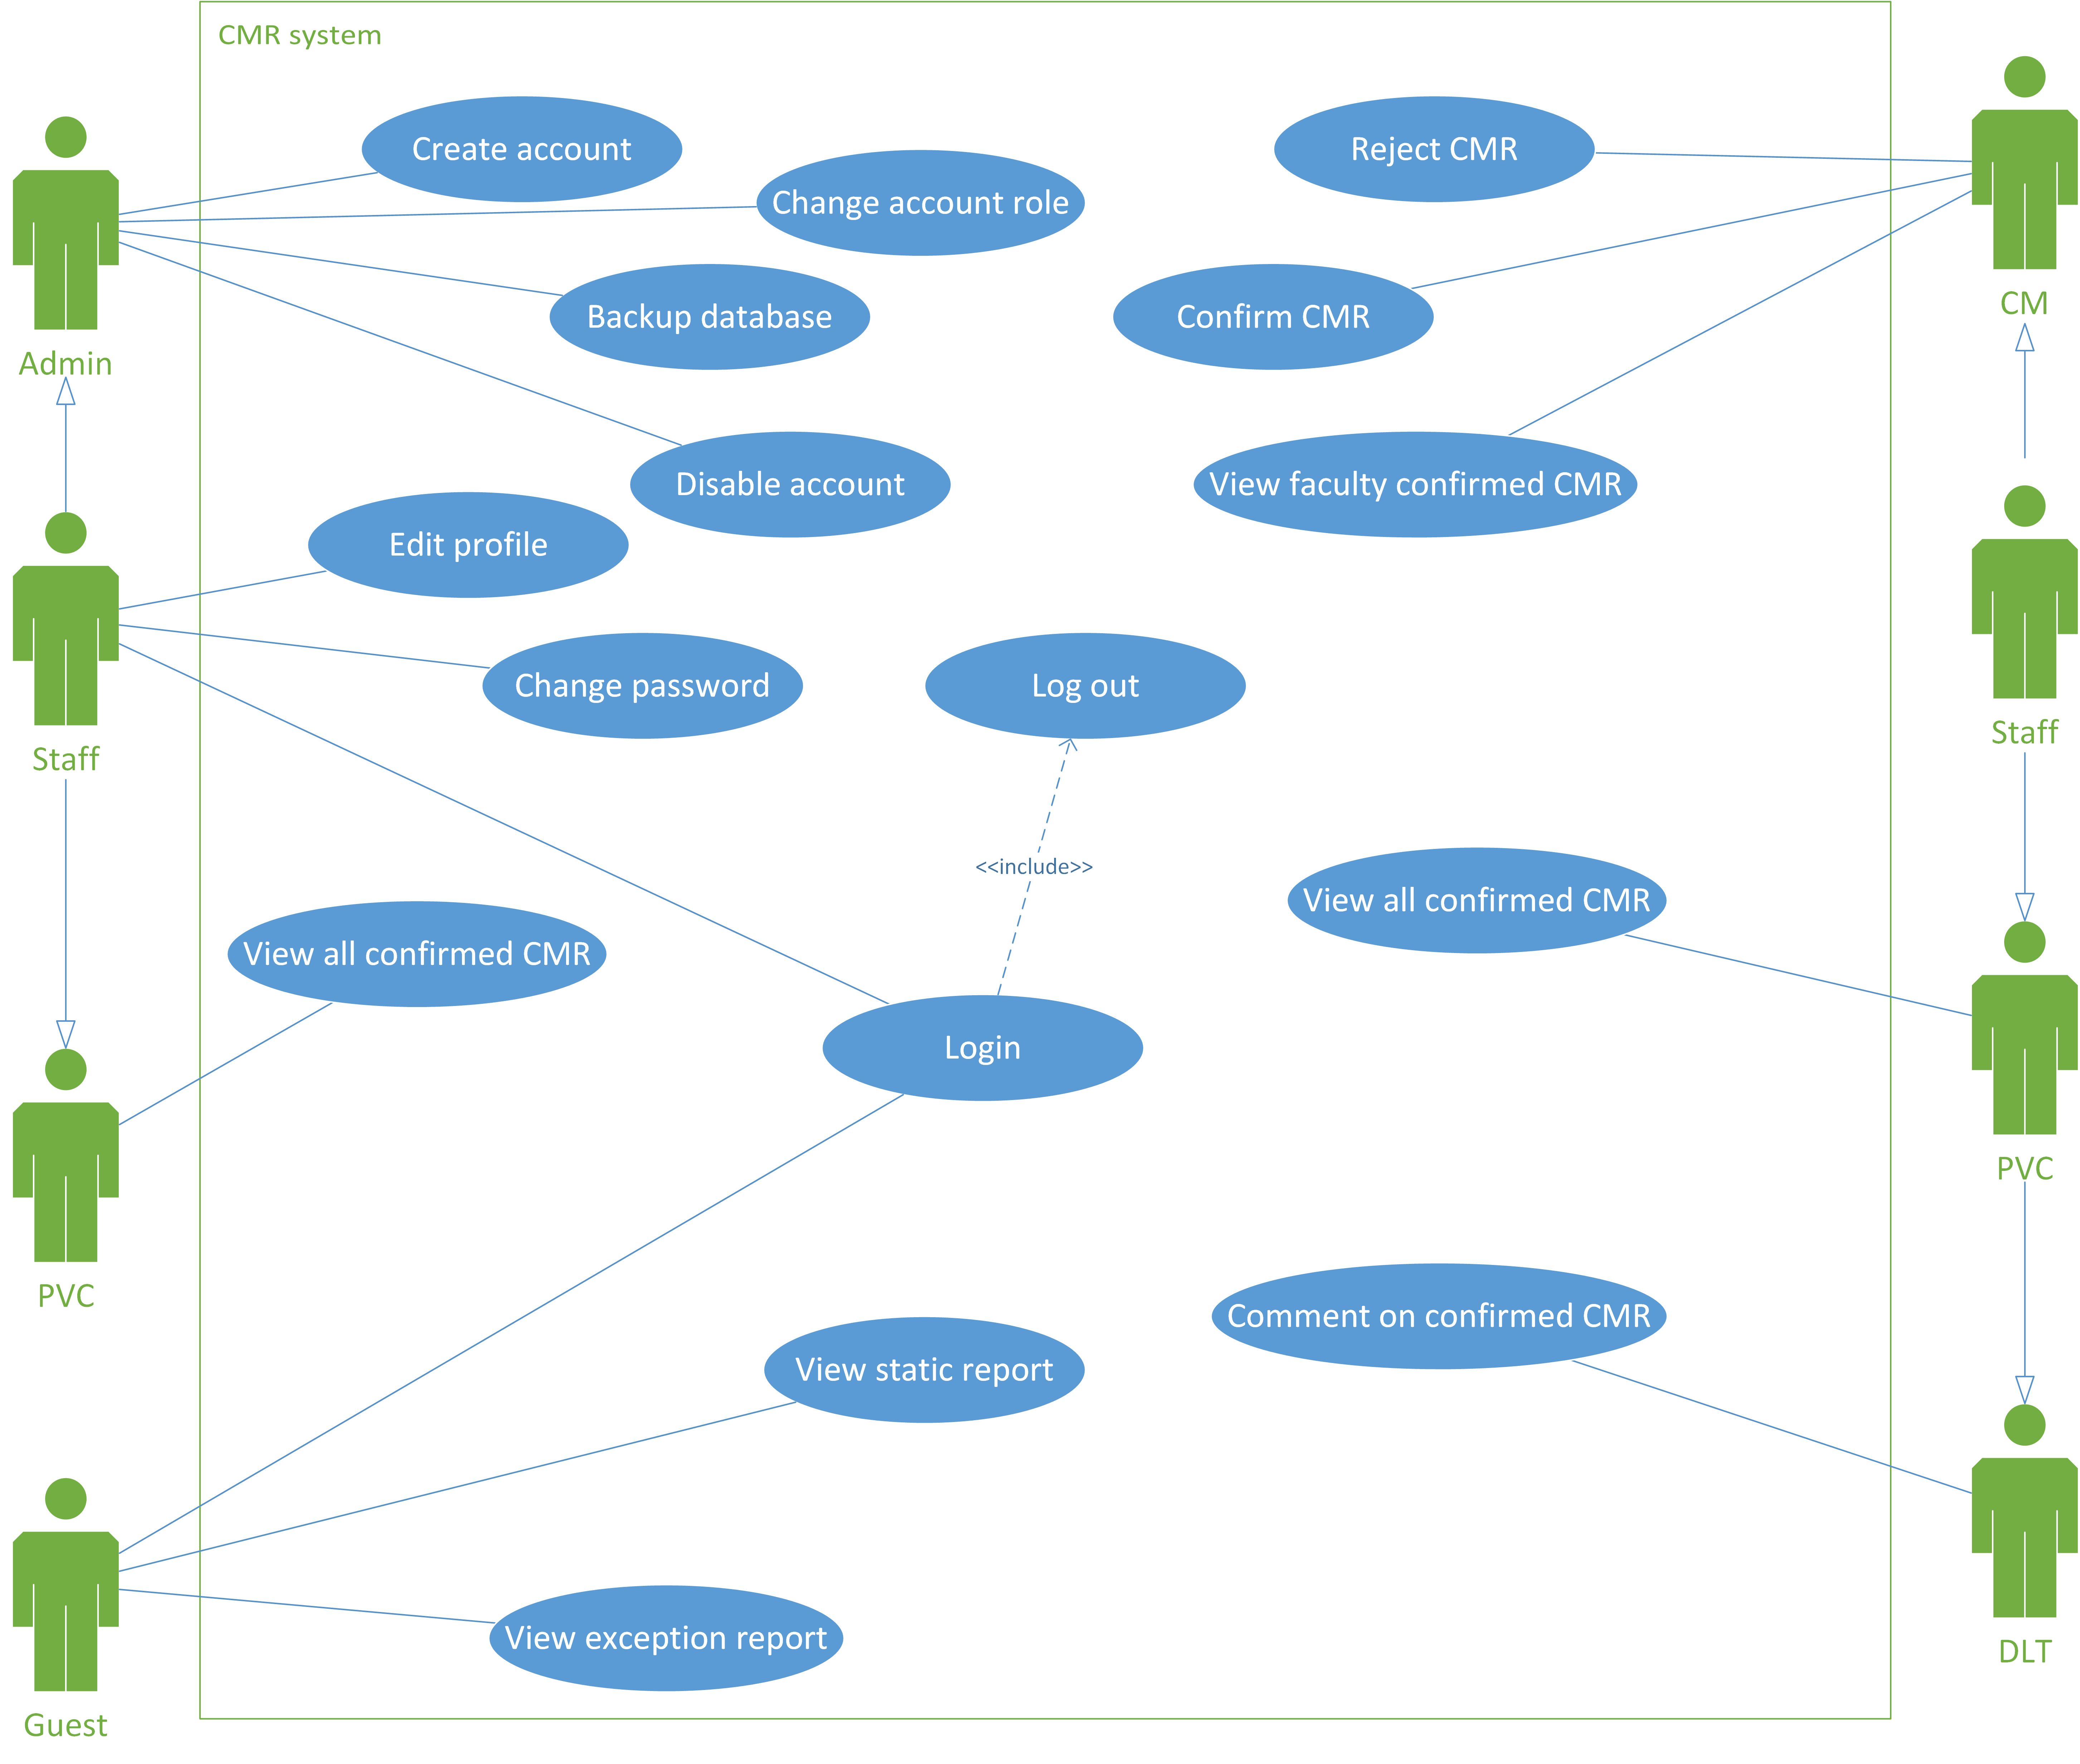 CMR system
Create account
Reject CMR
Change account role
CM
Backup database
Confirm CMR
Admin
Disable account
View faculty confirmed CMR
Edit profile
Change password
Log out
Staff
Staff
<<include>>
View all confirmed CMR
View all confirmed CMR
Login
PVC
PVC
Comment on confirmed CMR
View static report
View exception report
DLT
Guest